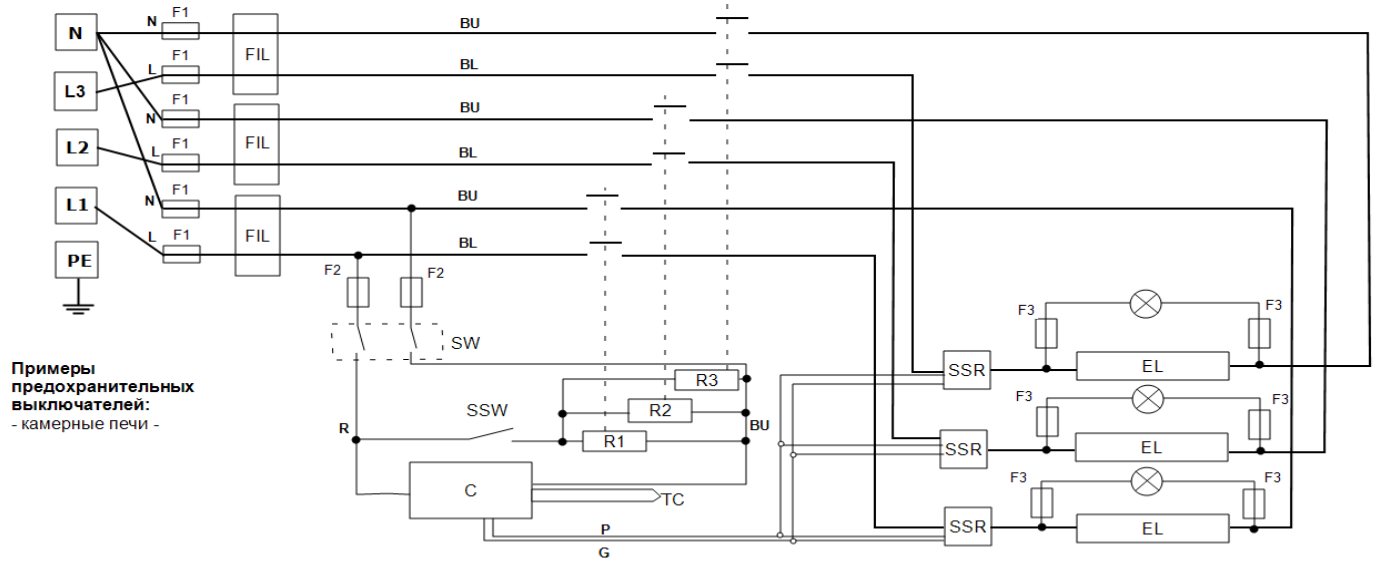 N F1 BU
N
FIL
F1 BL
L
L3
F1 BU
N
FIL
L2
F1 BL
L
F1 BU
L1
N
FIL
F1 BL
L
PE
F2 F2
SW
F3 F3
SSR EL
R3
F3 F3
R2
SSW
R
R1
BU
SSR EL
F3 F3
C
TC
SSR EL
P
G
Примеры
предохранительных
выключателей:
- камерные печи -